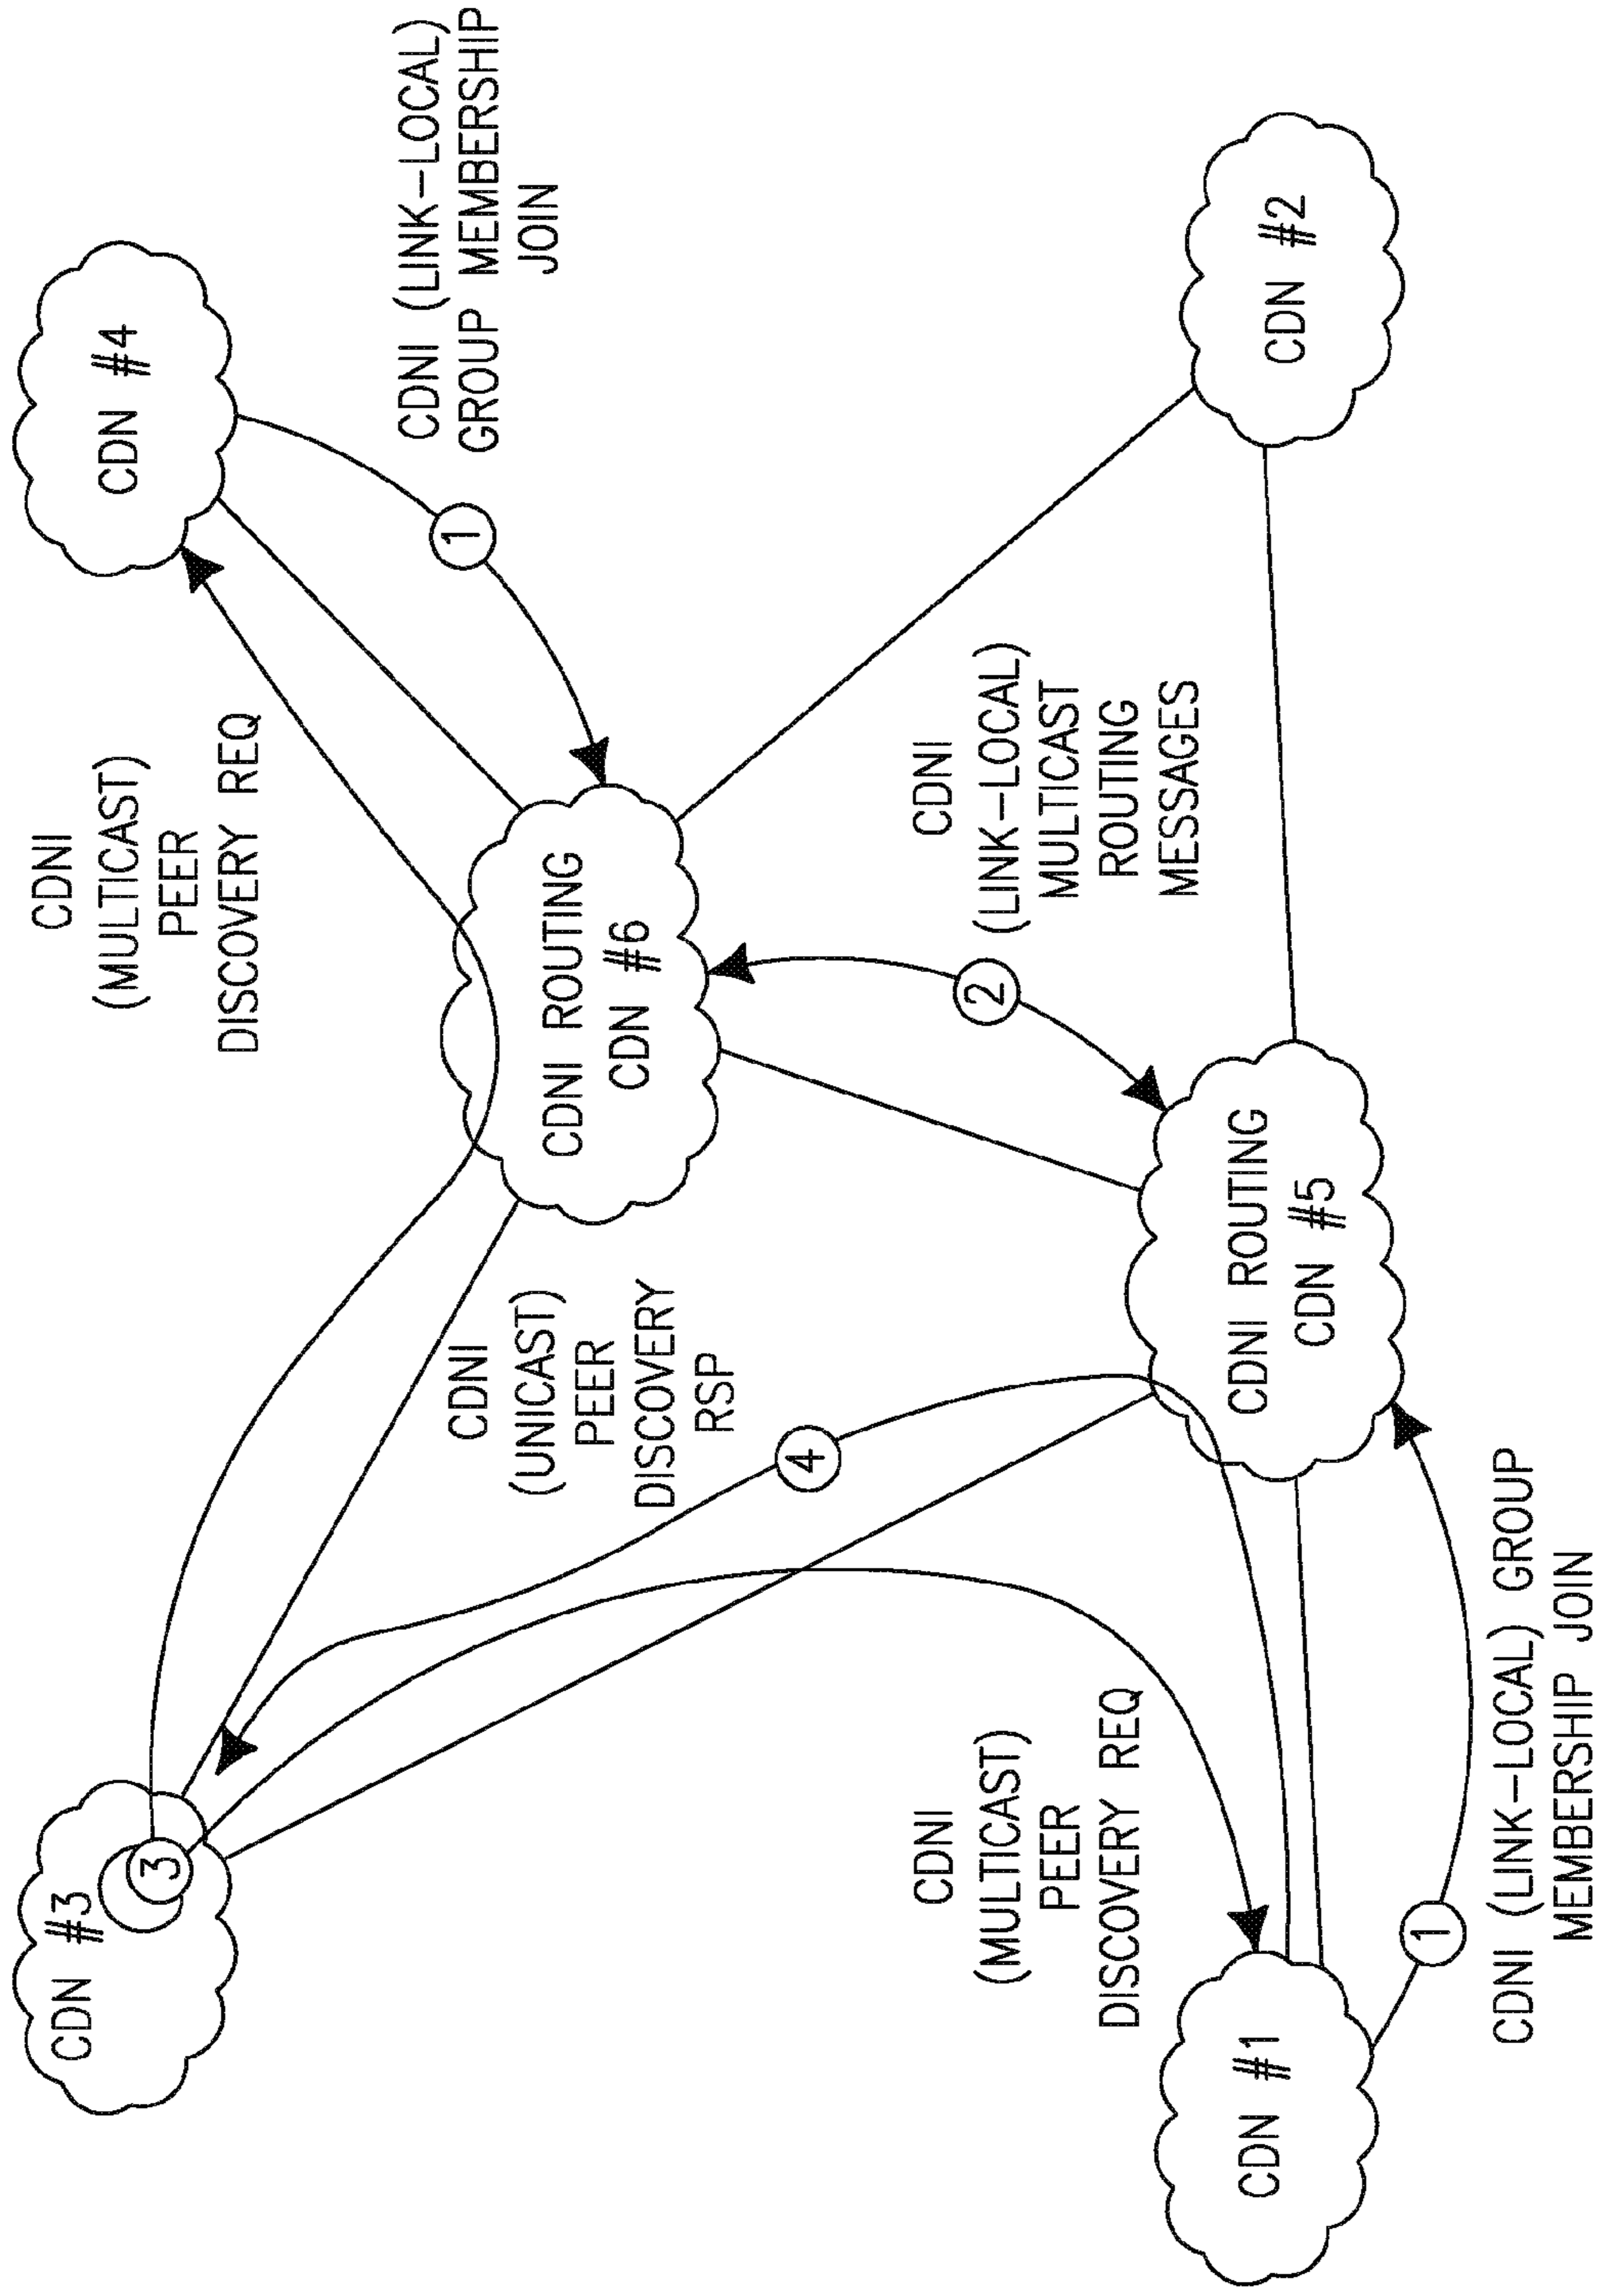 CDN #3
3
CDNI
(MULTICAST)
PEER
DISCOVERY REQ
CDN #4
CDNI (LINK-LOCAL)
GROUP MEMBERSHIP
JOIN
1
CDNI
(UNICAST)
PEER
DISCOVERY
RSP
4
CDNI ROUTING
CDN #6
CDNI
(LINK-LOCAL)
MULTICAST
ROUTING
MESSAGES
2
CDNI
(MULTICAST)
PEER
DISCOVERY REQ
CDN #1
CDNI ROUTING
CDN #5
CDN #2
1
CDNI (LINK-LOCAL) GROUP
MEMBERSHIP JOIN